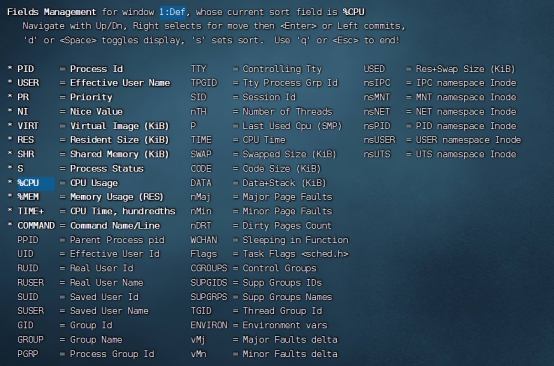 Fields Management for window 1:Def, whose current sort field is %CPU
Navigate with Up/Dn, Right selects for move then <Enter> or Left commits,
'd' or <Space> toggles display, 's' sets sort. Use 'q' or <Esc> to end!
* PID = Process Id TTY = Controlling Tty USED = Res+Swap Size (KiB)
* USER = Effective User Name TPGID = Tty Process Grp Id nsIPC = IPC namespace Inode
* PR = Priority SID = Session Id nsMNT = MNT namespace Inode
* NI = Nice Value nTH = Number of Threads nsNET = NET namespace Inode
* VIRT = Virtual Image (KiB) P = Last Used Cpu (SMP) nsPID = PID namespace Inode
* RES = Resident Size (KiB) TIME = CPU Time nsUSER = USER namespace Inode
* SHR = Shared Memory (KiB) SWAP = Swapped Size (KiB) nsUTS = UTS namespace Inode
* S = Process Status CODE = Code Size (KiB)
* %CPU = CPU Usage DATA = Data+Stack (KiB)
* %MEM = Memory Usage (RES) nMaj = Major Page Faults
* TIME+ = CPU Time, hundredths nMin = Minor Page Faults
* COMMAND = Command Name/Line nDRT = Dirty Pages Count
PPID = Parent Process pid WCHAN = Sleeping in Function
UID = Effective User Id Flags = Task Flags <sched.h>
RUID = Real User Id CGROUPS = Control Groups
RUSER = Real User Name SUPGIDS = Supp Groups IDs
SUID = Saved User Id SUPGRPS = Supp Groups Names
SUSER = Saved User Name TGID = Thread Group Id
GID = Group Id ENVIRON = Environment vars
GROUP = Group Name vMj = Major Faults delta
PGRP = Process Group Id vMn = Minor Faults delta